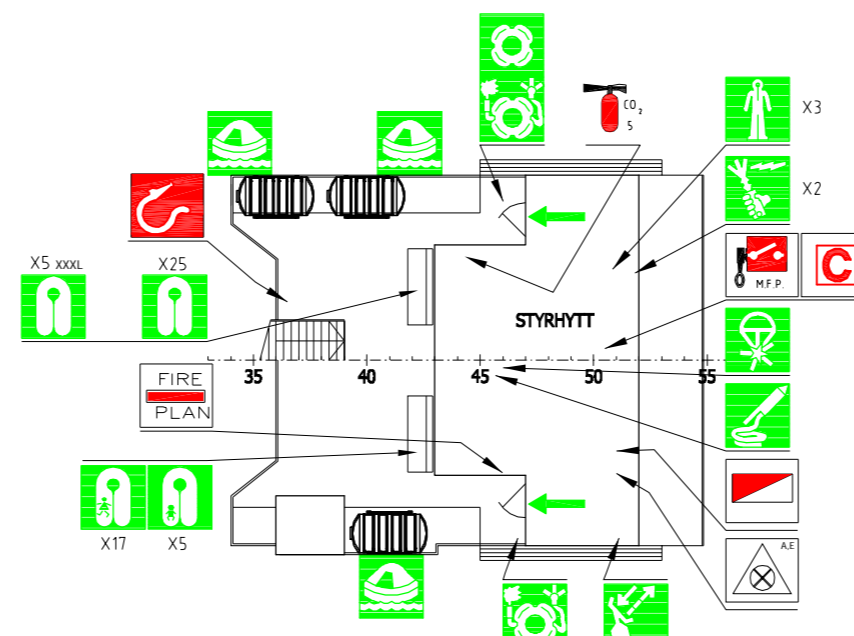 CO₂
5
X3
X2
X5 XXXL
X25
M.F.P.
C
STYRHYTT
35
40
45
50
55
FIRE
PLAN
X17
X5
A,E